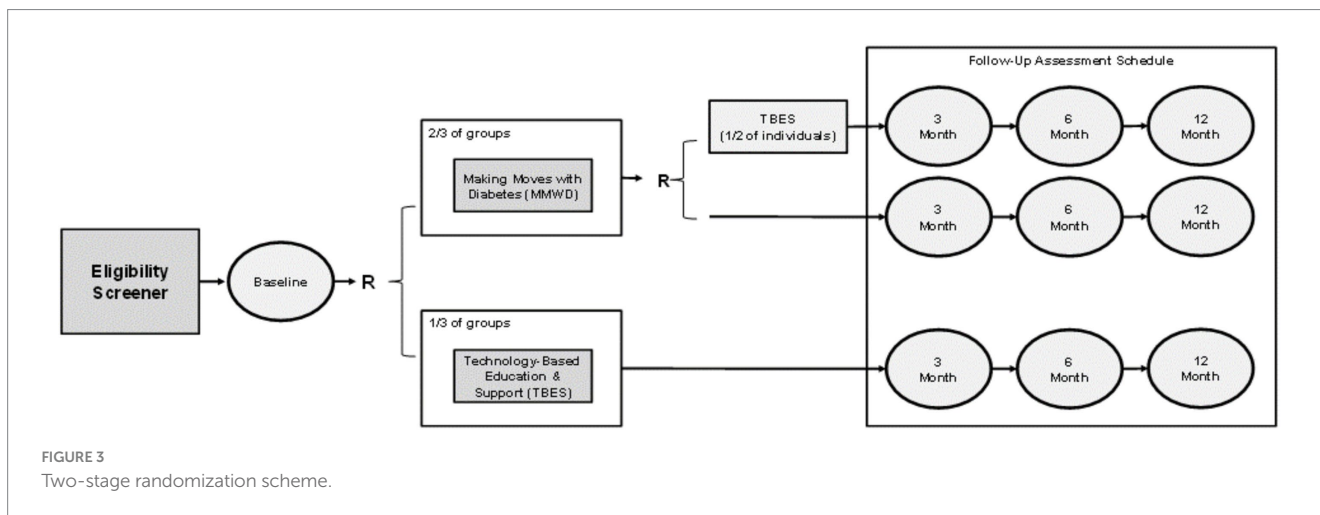 Follow-Up Assessment Schedule
TBES
(1/2 of individuals)
3
Month
6
Month
12
Month
2/3 of groups
Making Moves with
Diabetes (MMWD)
R
3
Month
6
Month
12
Month
Eligibility
Screener
Baseline
R
1/3 of groups
Technology-Based
Education &
Support (TBES)
3
Month
6
Month
12
Month
FIGURE 3
Two-stage randomization scheme.